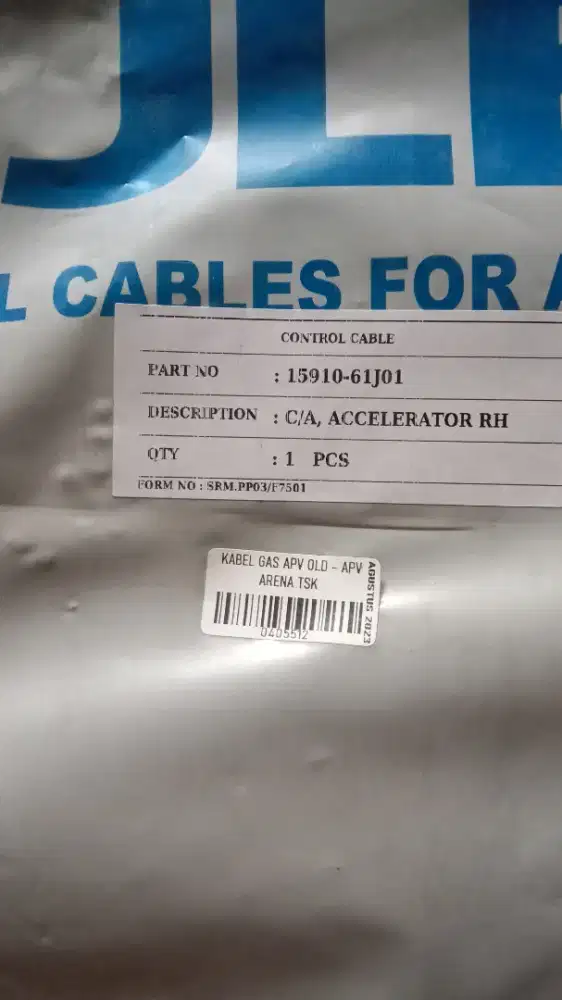 JL
L CABLES FOR A
CONTROL CABLE
PART NO : 15910-61J01
DESCRIPTION : C/A, ACCELERATOR RH
QTY : 1 PCS
FORM NO : SRM.PP03/F7501
KABEL GAS APV OLD - APV
ARENA TSK
0405512
AGUSTUS 2023